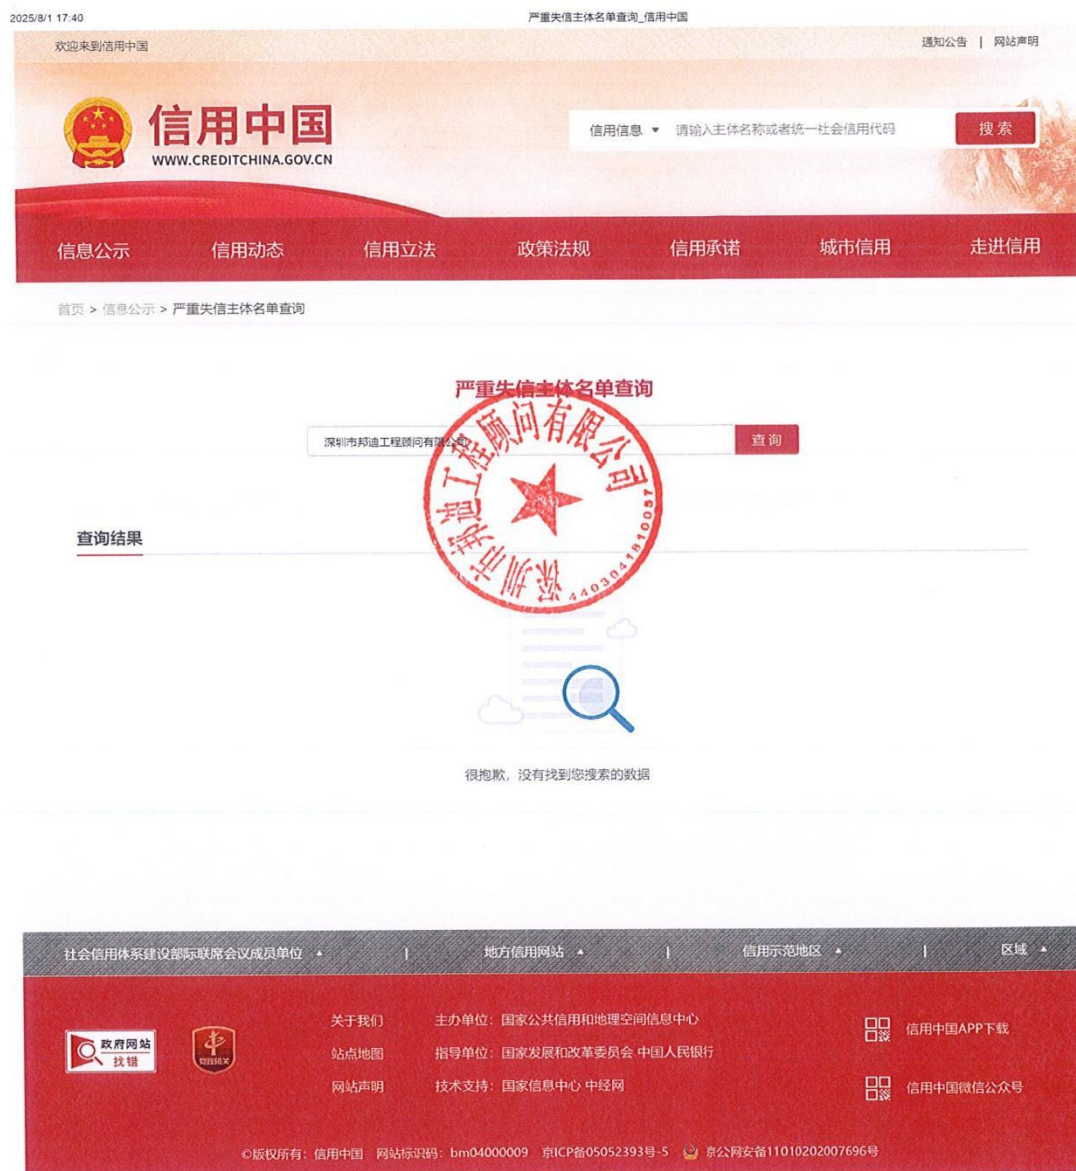 2025/8/1 17:40 严重失信主体名单查询_信用中国
欢迎来到信用中国 通知公告 | 网站声明
信用中国
WWW.CREDITCHINA.GOV.CN
信用信息 请输入主体名称或者统一社会信用代码 搜索
信息公示 信用动态 信用立法 政策法规 信用承诺 城市信用 走进信用
首页 > 信息公示 > 严重失信主体名单查询
严重失信主体名单查询
深圳市邦迪工程顾问有限公司 查询
深圳市邦迪工程顾问有限公司
4403041810057
查询结果
很抱歉，没有找到您搜索的数据
社会信用体系建设部际联席会议成员单位 | 地方信用网站 | 信用示范地区 | 区域
政府网站
找错
党政机关
关于我们 主办单位：国家公共信用和地理空间信息中心
站点地图 指导单位：国家发展和改革委员会 中国人民银行
网站声明 技术支持：国家信息中心 中经网
信用中国APP下载
信用中国微信公众号
©版权所有：信用中国 网站标识码：bm04000009 京ICP备05052393号-5 京公网安备11010202007696号